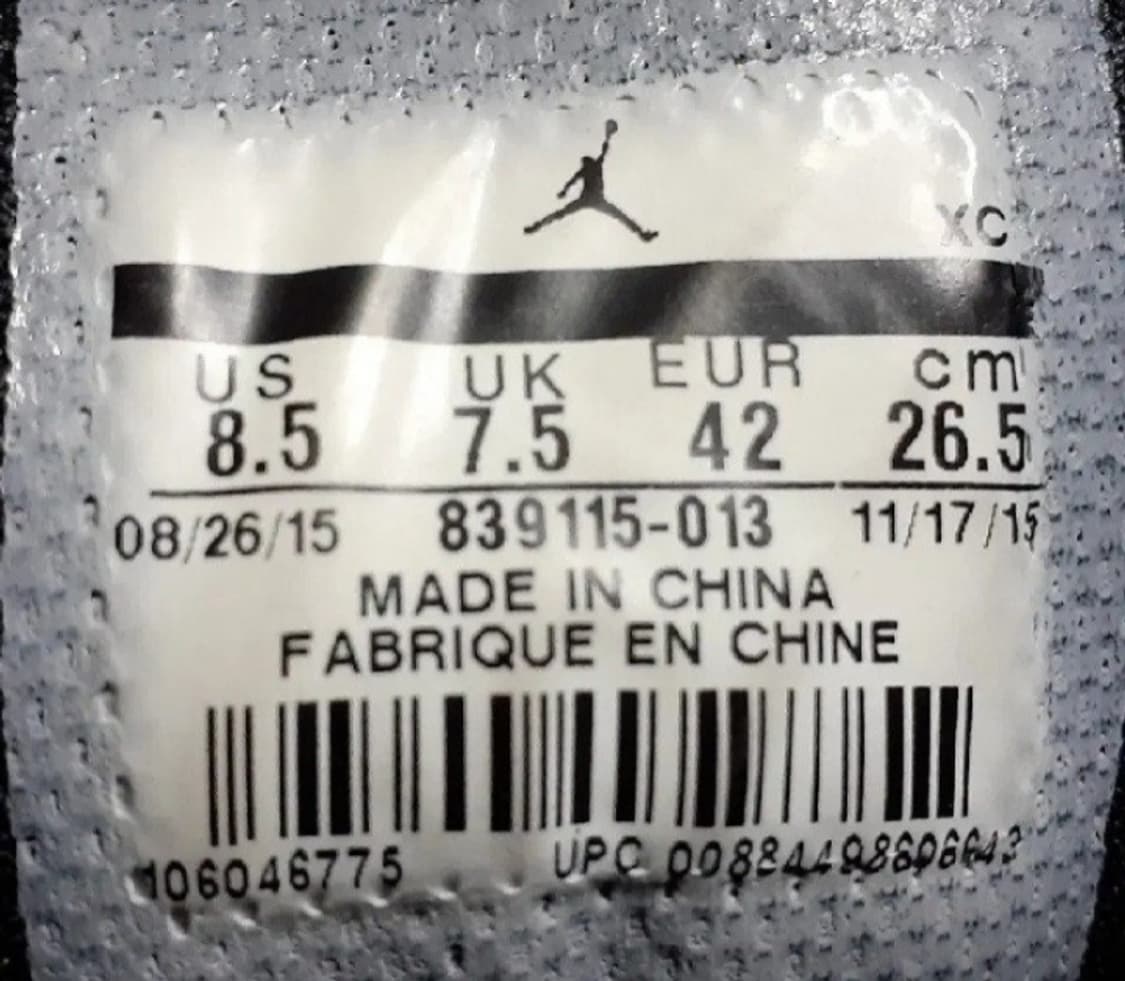 XC
US UK EUR cm
8.5 7.5 42 26.5
08/26/15 839115-013 11/17/15
MADE IN CHINA
FABRIQUE EN CHINE
106046775 UPC